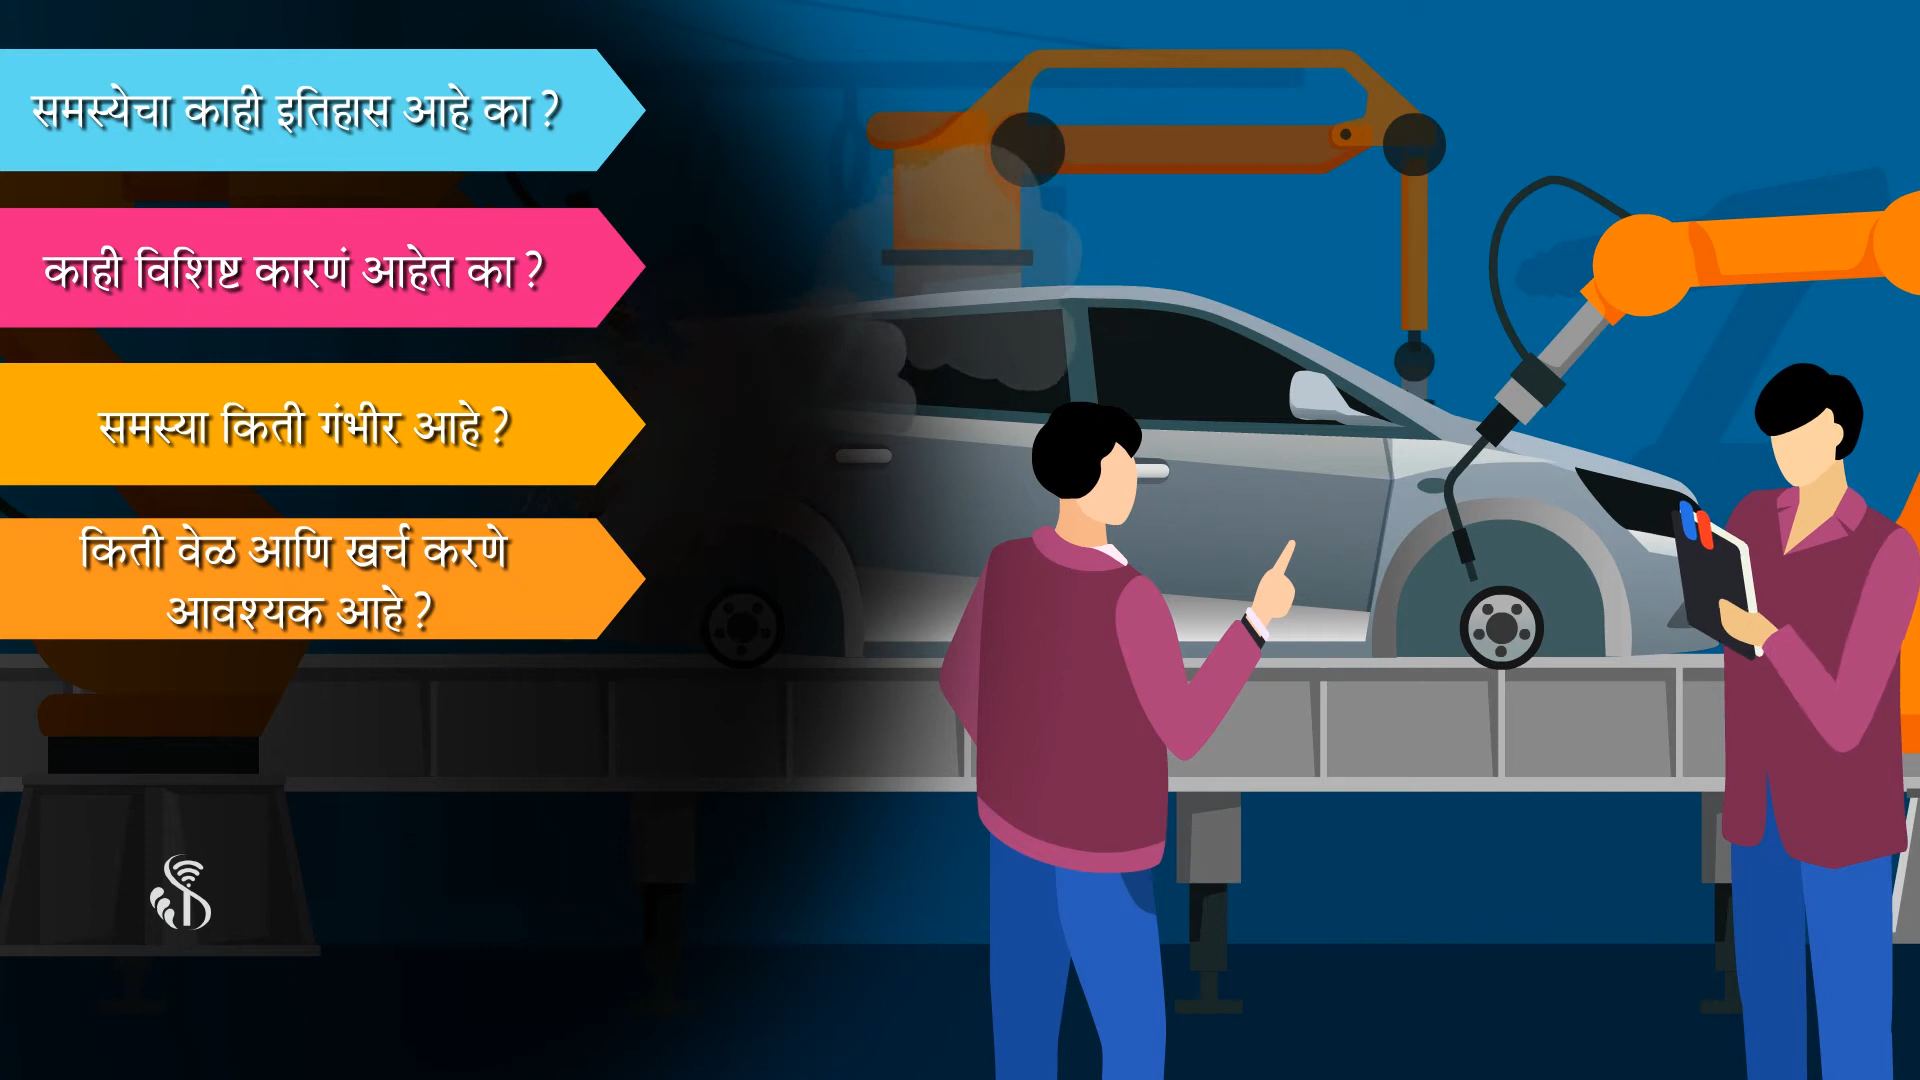 समस्येचा काही इतिहास आहे का ?
काही विशिष्ट कारणं आहेत का ?
समस्या किती गंभीर आहे ?
किती वेळ आणि खर्च करणे
आवश्यक आहे ?